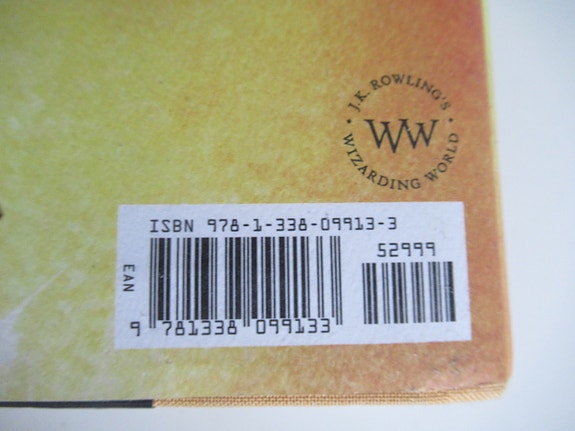 J.K. ROWLING'S
WW
WIZARDING WORLD
ISBN 978-1-338-09913-3
52999
EAN
9 781338 099133